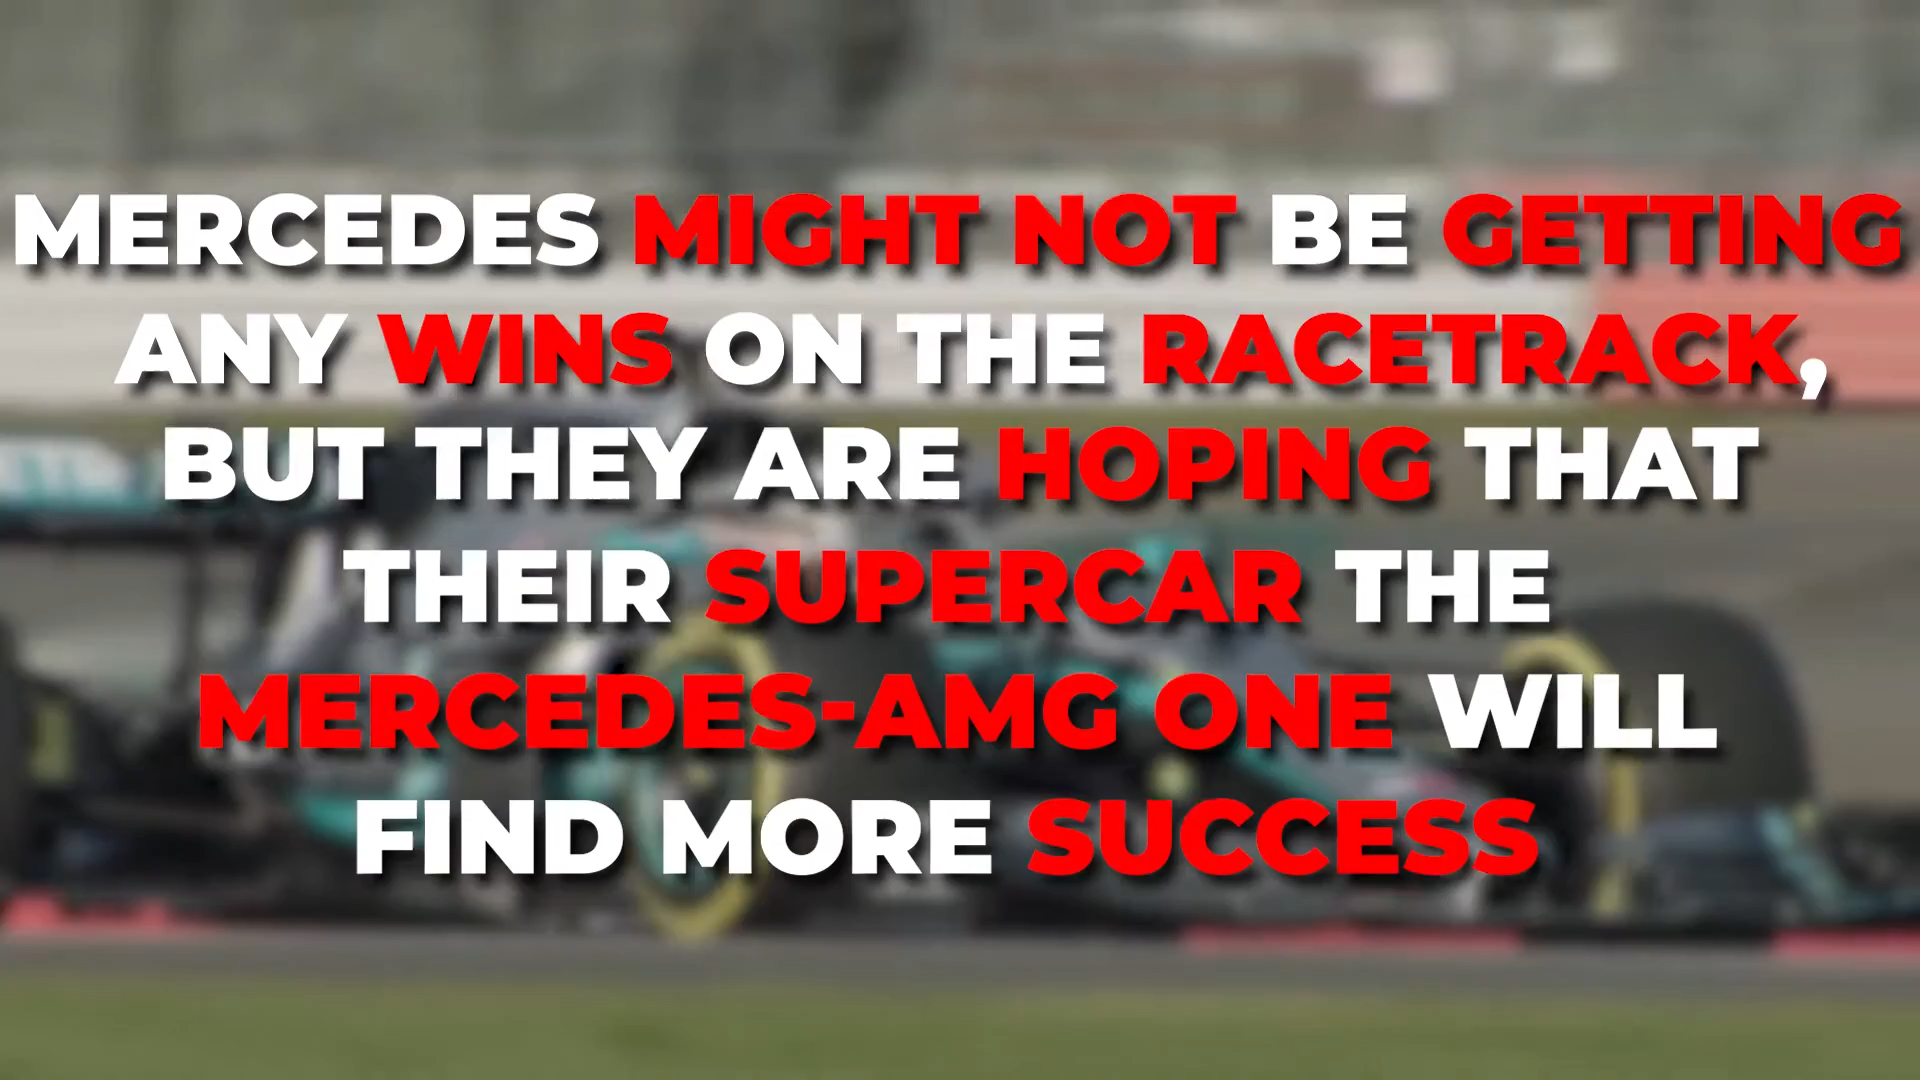 MERCEDES MIGHT NOT BE GETTING
ANY WINS ON THE RACETRACK,
BUT THEY ARE HOPING THAT
THEIR SUPERCAR THE
MERCEDES-AMG ONE WILL
FIND MORE SUCCESS